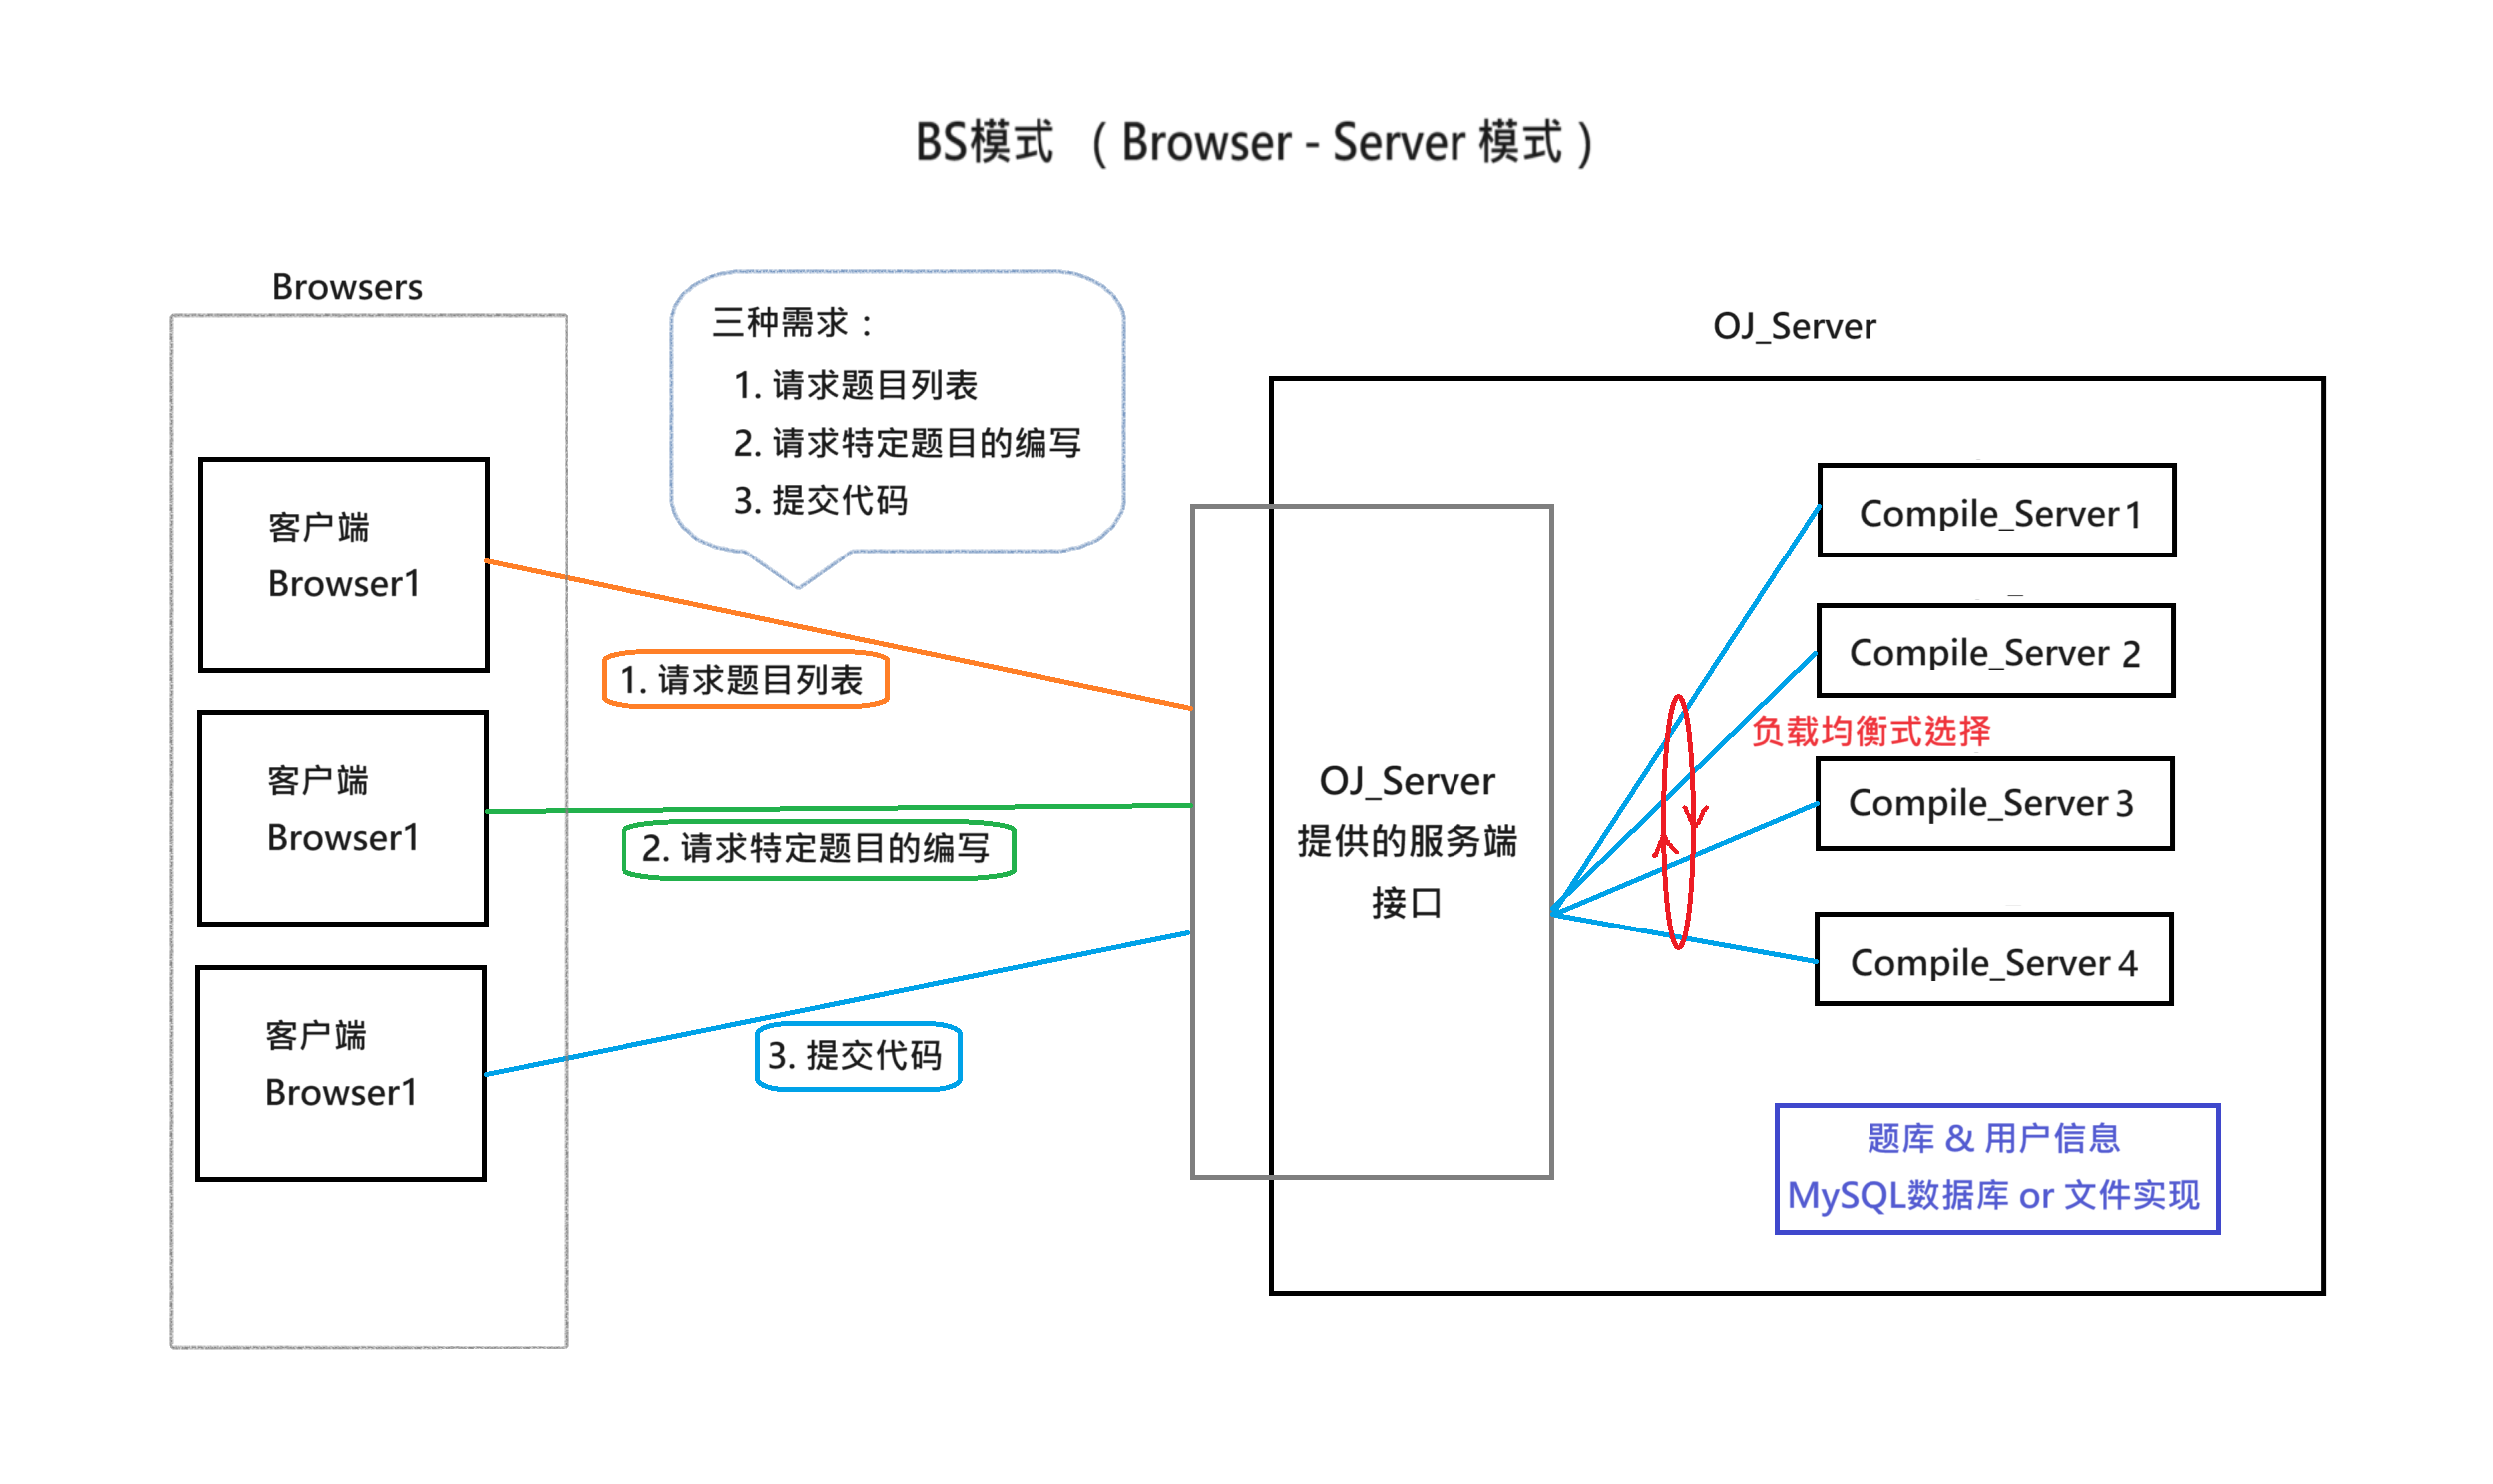 BS模式 （ Browser - Server 模式 ）
Browsers
客户端
Browser1
客户端
Browser1
客户端
Browser1
三种需求：
1. 请求题目列表
2. 请求特定题目的编写
3. 提交代码
1. 请求题目列表
2. 请求特定题目的编写
3. 提交代码
OJ_Server
OJ_Server
提供的服务端
接口
Compile_Server 1
Compile_Server 2
负载均衡式选择
Compile_Server 3
Compile_Server 4
题库 & 用户信息
MySQL数据库 or 文件实现